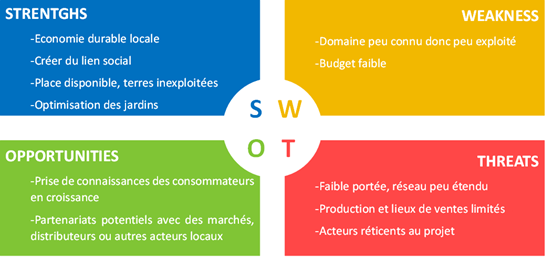 STRENTGHS
-Economie durable locale
-Créer du lien social
-Place disponible, terres inexploitées
-Optimisation des jardins
WEAKNESS
-Domaine peu connu donc peu exploité
-Budget faible
S W
O T
OPPORTUNITIES
-Prise de connaissances des consommateurs
en croissance
-Partenariats potentiels avec des marchés,
distributeurs ou autres acteurs locaux
THREATS
-Faible portée, réseau peu étendu
-Production et lieux de ventes limités
-Acteurs réticents au projet